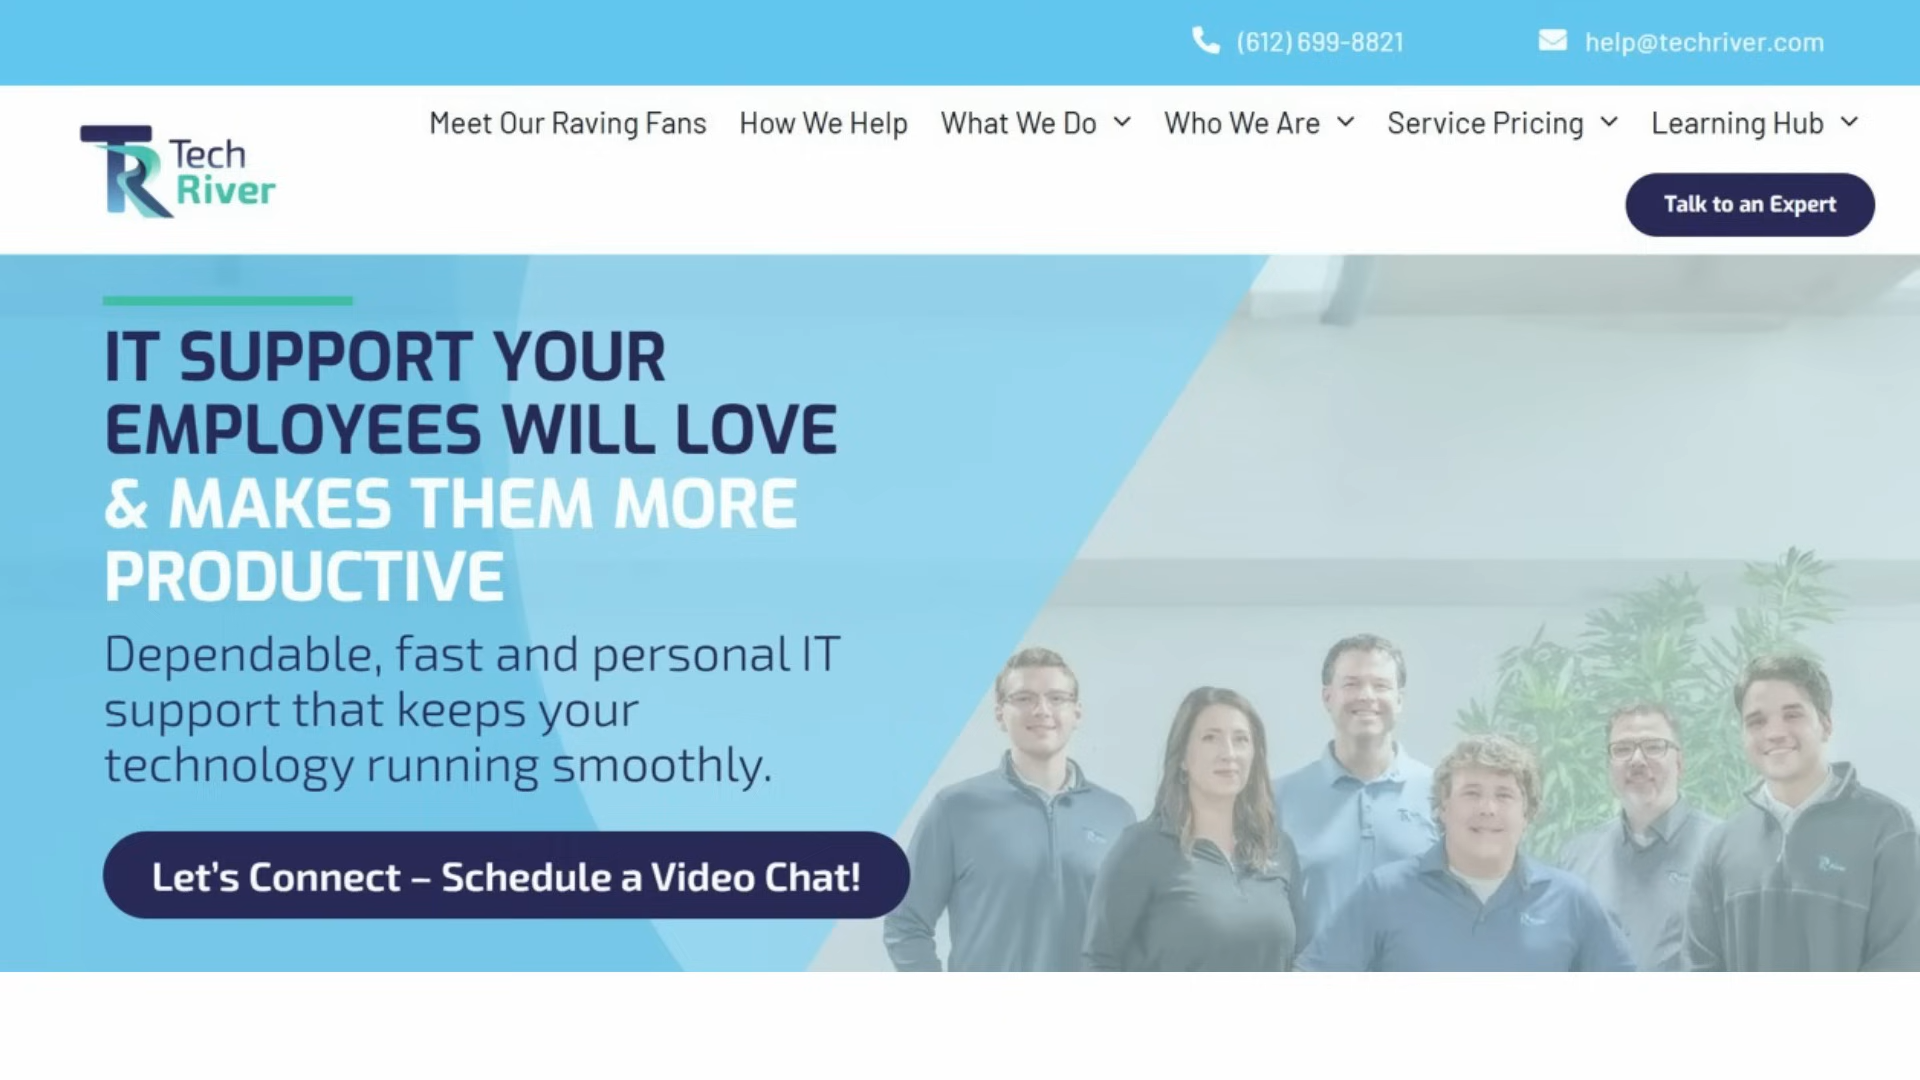 (612) 699-8821
help@techriver.com
Meet Our Raving Fans
How We Help
What We Do
Who We Are
Service Pricing
Learning Hub
Tech
River
Talk to an Expert
IT SUPPORT YOUR
EMPLOYEES WILL LOVE
& MAKES THEM MORE
PRODUCTIVE
Dependable, fast and personal IT
support that keeps your
technology running smoothly.
Let's Connect – Schedule a Video Chat!